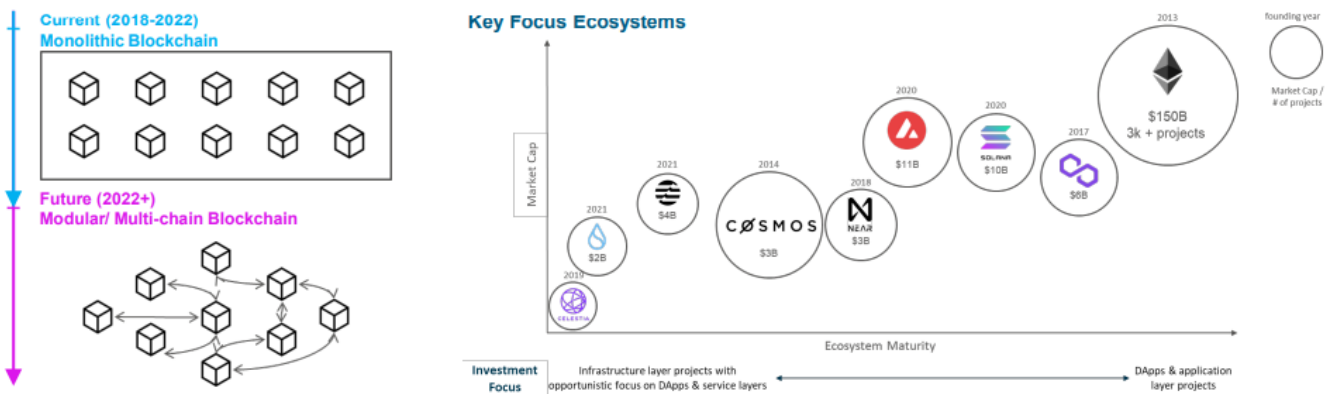 Current (2018-2022)
Monolithic Blockchain
Future (2022+)
Modular/ Multi-chain Blockchain
Key Focus Ecosystems
founding year
Market Cap /
# of projects
Market Cap
2019
CELESTIA
2021
$2B
2021
$4B
2014
COSMOS
$3B
2018
NEAR
$3B
2020
$11B
2020
SOLANA
$10B
2017
$6B
2013
$150B
3k + projects
Ecosystem Maturity
Investment
Focus
Infrastructure layer projects with
opportunistic focus on DApps & service layers
DApps & application
layer projects